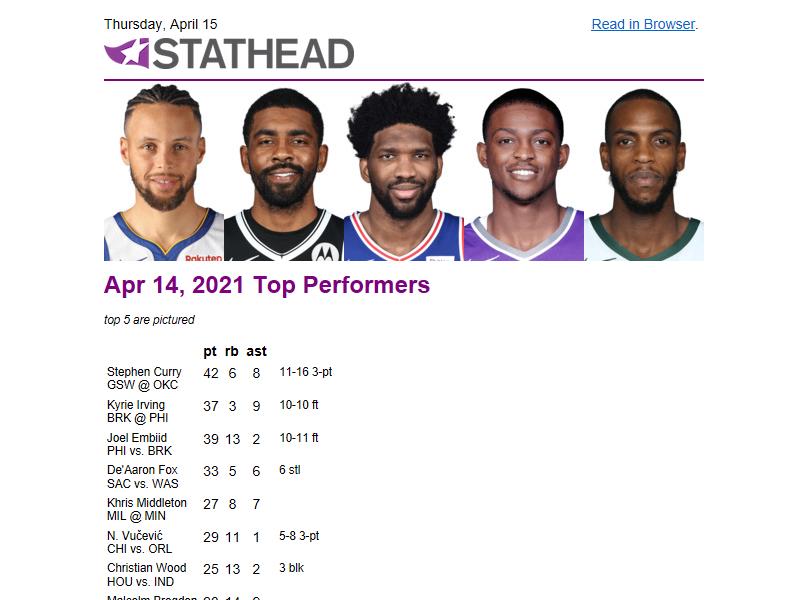 Thursday, April 15
Read in Browser.
STATHEAD
Rakuten
Apr 14, 2021 Top Performers
top 5 are pictured
pt rb ast
Stephen Curry 42 6 8 11-16 3-pt
GSW @ OKC
Kyrie Irving 37 3 9 10-10 ft
BRK @ PHI
Joel Embiid 39 13 2 10-11 ft
PHI vs. BRK
De'Aaron Fox 33 5 6 6 stl
SAC vs. WAS
Khris Middleton 27 8 7
MIL @ MIN
N. Vučević 29 11 1 5-8 3-pt
CHI vs. ORL
Christian Wood 25 13 2 3 blk
HOU vs. IND